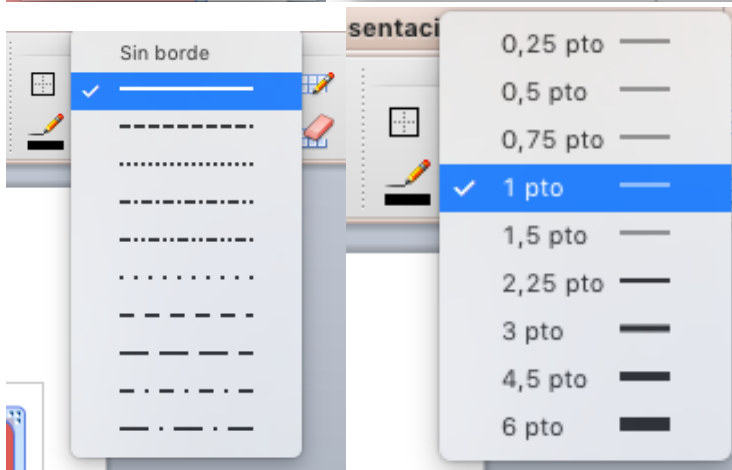 Sin borde
sentaci
0,25 pto
0,5 pto
0,75 pto
1 pto
1,5 pto
2,25 pto
3 pto
4,5 pto
6 pto